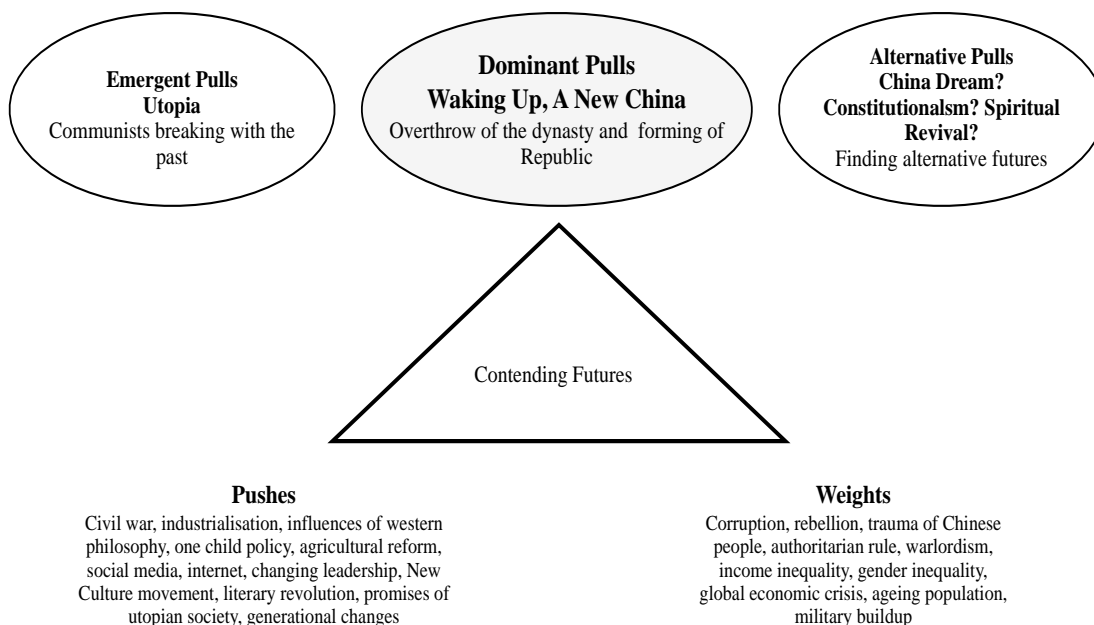 Emergent Pulls
Utopia
Communists breaking with the
past
Dominant Pulls
Waking Up, A New China
Overthrow of the dynasty and forming of
Republic
Alternative Pulls
China Dream?
Constitutionalsm? Spiritual
Revival?
Finding alternative futures
Contending Futures
Pushes
Civil war, industrialisation, influences of western
philosophy, one child policy, agricultural reform,
social media, internet, changing leadership, New
Culture movement, literary revolution, promises of
utopian society, generational changes
Weights
Corruption, rebellion, trauma of Chinese
people, authoritarian rule, warlordism,
income inequality, gender inequality,
global economic crisis, ageing population,
military buildup